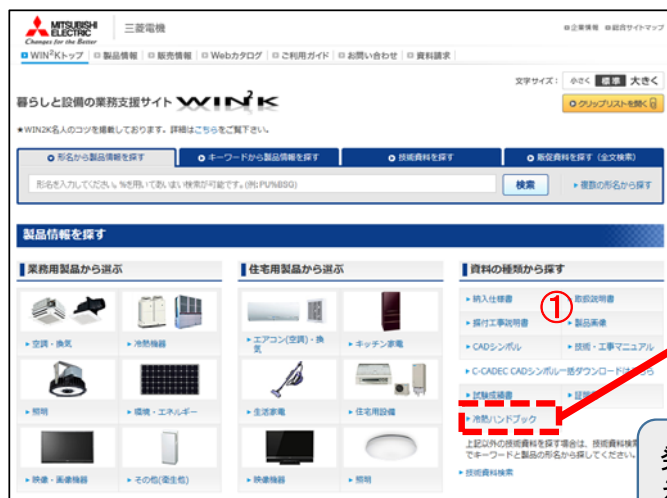 MITSUBISHI
ELECTRIC
Changes for the Better
三菱電機
企業情報 総合サイトマップ
WIN²Kトップ 製品情報 販売情報 Webカタログ ご利用ガイド お問い合わせ 資料請求
文字サイズ： 小さく 標準 大きく
暮らしと設備の業務支援サイト WIN²K
クリップリストを開く
★WIN2K名人のコツを掲載しております。詳細はこちらをご覧下さい。
形名から製品情報を探す キーワードから製品情報を探す 技術資料を探す 販促資料を探す（全文検索）
形名を入力してください。%を用いてあいまい検索が可能です。(例:PU%BSG) 検索 複数の形名から探す
製品情報を探す
業務用製品から選ぶ 住宅用製品から選ぶ 資料の種類から探す
納入仕様書 ① 取扱説明書
据付工事説明書 製品画像
空調・換気 冷熱機器 エアコン(空調)・換気 キッチン家電
CADシンボル 技術・工事マニュアル
C-CADEC CADシンボル一括ダウンロードは
試験成績書
照明 環境・エネルギー 生活家電 住宅用設備
冷熱ハンドブック
上記以外の技術資料を探す場合は、技術資料検
でキーワードと製品の形名から探してください。
技術資料検索
映像・画像機器 その他(衛生他) 映像機器 照明